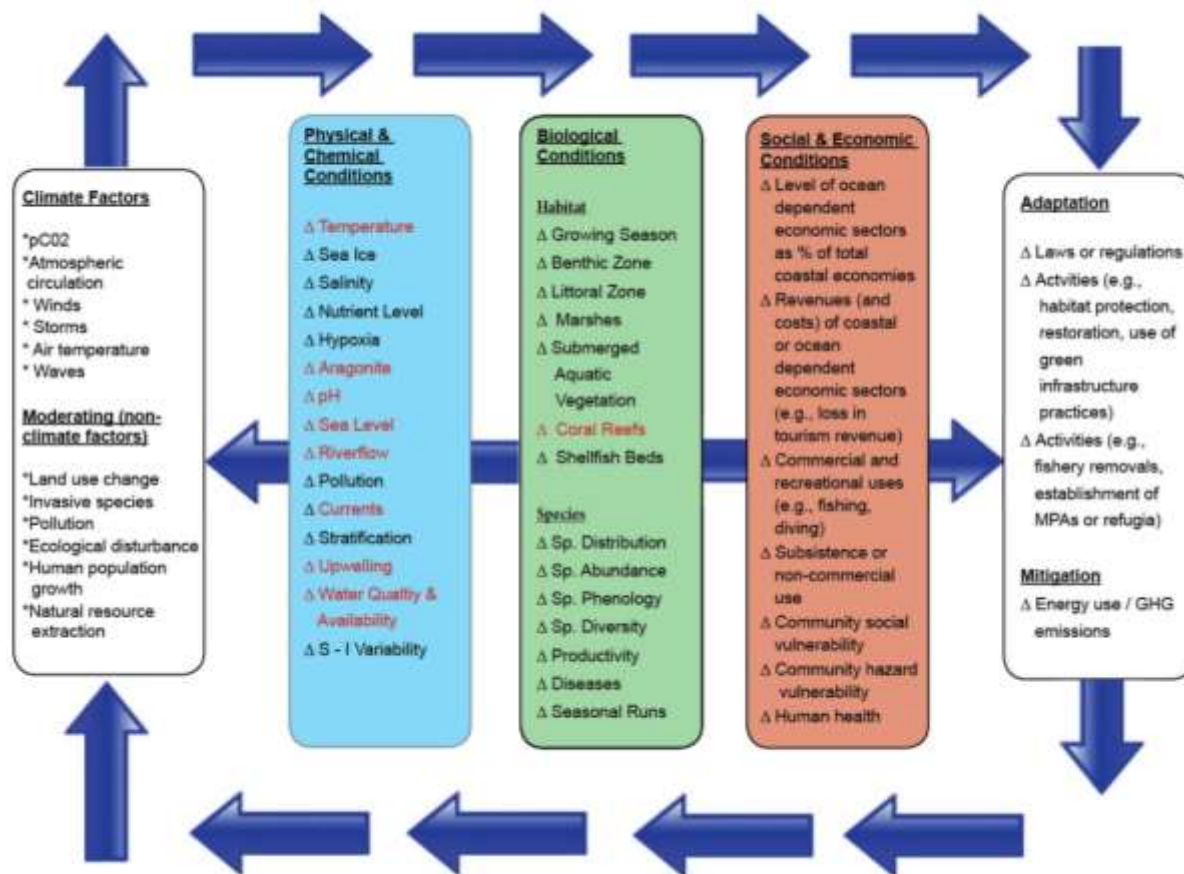 Climate Factors
*pC02
*Atmospheric
circulation
* Winds
* Storms
* Air temperature
* Waves
Moderating (non-
climate factors)
*Land use change
*Invasive species
*Pollution
*Ecological disturbance
*Human population
growth
*Natural resource
extraction
Physical &
Chemical
Conditions
Δ Temperature
Δ Sea Ice
Δ Salinity
Δ Nutrient Level
Δ Hypoxia
Δ Aragonite
Δ pH
Δ Sea Level
Δ Riverflow
Δ Pollution
Δ Currents
Δ Stratification
Δ Upwelling
Δ Water Qualtiy &
Availability
Δ S - I Variability
Biological
Conditions
Habitat
Δ Growing Season
Δ Benthic Zone
Δ Littoral Zone
Δ Marshes
Δ Submerged
Aquatic
Vegetation
Δ Coral Reefs
Δ Shellfish Beds
Species
Δ Sp. Distribution
Δ Sp. Abundance
Δ Sp. Phenology
Δ Sp. Diversity
Δ Productivity
Δ Diseases
Δ Seasonal Runs
Social & Economic
Conditions
Δ Level of ocean
dependent
economic sectors
as % of total
coastal economies
Δ Revenues (and
costs) of coastal
or ocean
dependent
economic sectors
(e.g., loss in
tourism revenue)
Δ Commercial and
recreational uses
(e.g., fishing,
diving)
Δ Subsistence or
non-commercial
use
Δ Community social
vulnerability
Δ Community hazard
vulnerability
Δ Human health
Adaptation
Δ Laws or regulations
Δ Actvities (e.g.,
habitat protection,
restoration, use of
green
infrastructure
practices)
Δ Activities (e.g.,
fishery removals,
establishment of
MPAs or refugia)
Mitigation
Δ Energy use / GHG
emissions